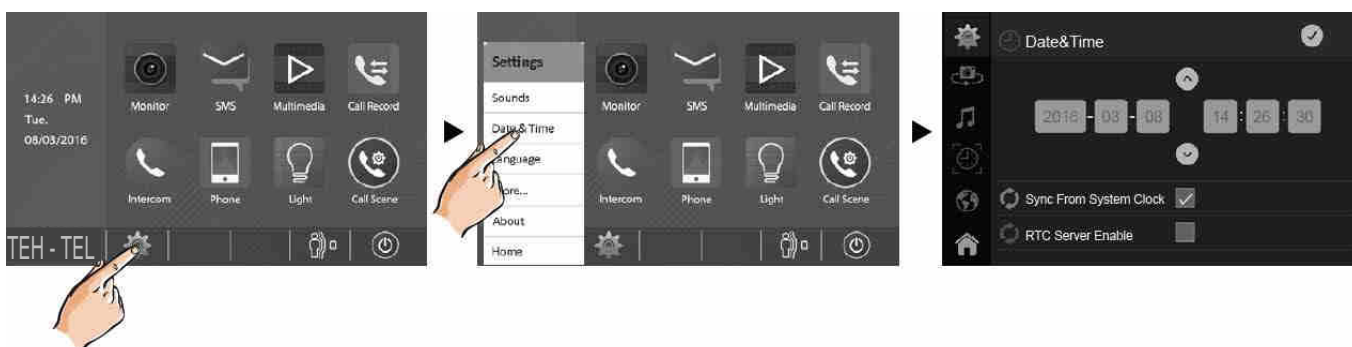 14:26 PM
Tue.
08/03/2016
Monitor
SMS
Multimedia
Call Record
Intercom
Phone
Light
Call Scene
TEH - TEL
Settings
Sounds
Date & Time
Language
More...
About
Home
Monitor
SMS
Multimedia
Call Record
Intercom
Phone
Light
Call Scene
Date&Time
2016 - 03 - 08 14 : 26 : 30
Sync From System Clock
RTC Server Enable